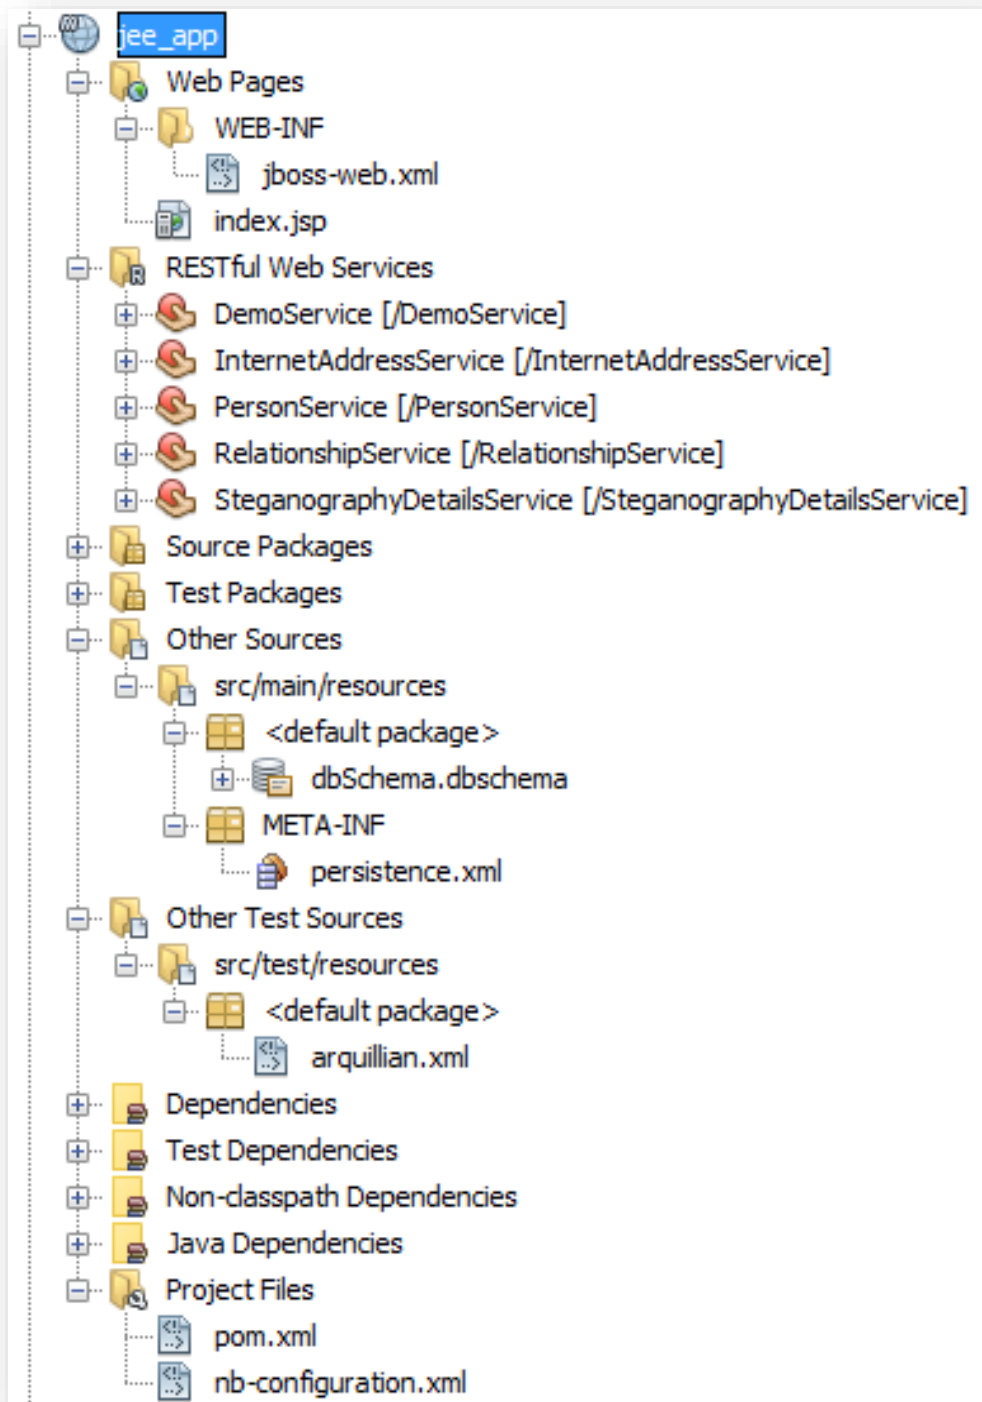 jee_app
Web Pages
WEB-INF
jboss-web.xml
index.jsp
RESTful Web Services
DemoService [/DemoService]
InternetAddressService [/InternetAddressService]
PersonService [/PersonService]
RelationshipService [/RelationshipService]
SteganographyDetailsService [/SteganographyDetailsService]
Source Packages
Test Packages
Other Sources
src/main/resources
<default package>
dbSchema.dbschema
META-INF
persistence.xml
Other Test Sources
src/test/resources
<default package>
arquillian.xml
Dependencies
Test Dependencies
Non-classpath Dependencies
Java Dependencies
Project Files
pom.xml
nb-configuration.xml